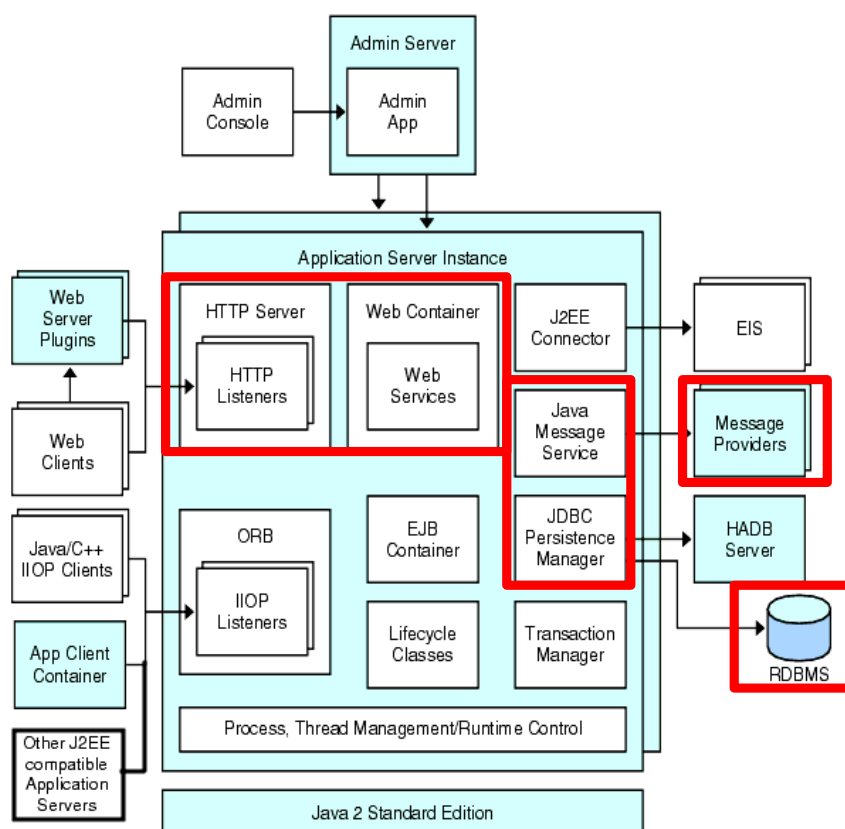 Admin Server
Admin
Console
Admin
App
Application Server Instance
Web
Server
Plugins
HTTP Server
HTTP
Listeners
Web Container
Web
Services
J2EE
Connector
EIS
Web
Clients
Java
Message
Service
Message
Providers
Java/C++
IIOP Clients
ORB
IIOP
Listeners
EJB
Container
JDBC
Persistence
Manager
HADB
Server
App Client
Container
Lifecycle
Classes
Transaction
Manager
RDBMS
Process, Thread Management/Runtime Control
Other J2EE
compatible
Application
Servers
Java 2 Standard Edition